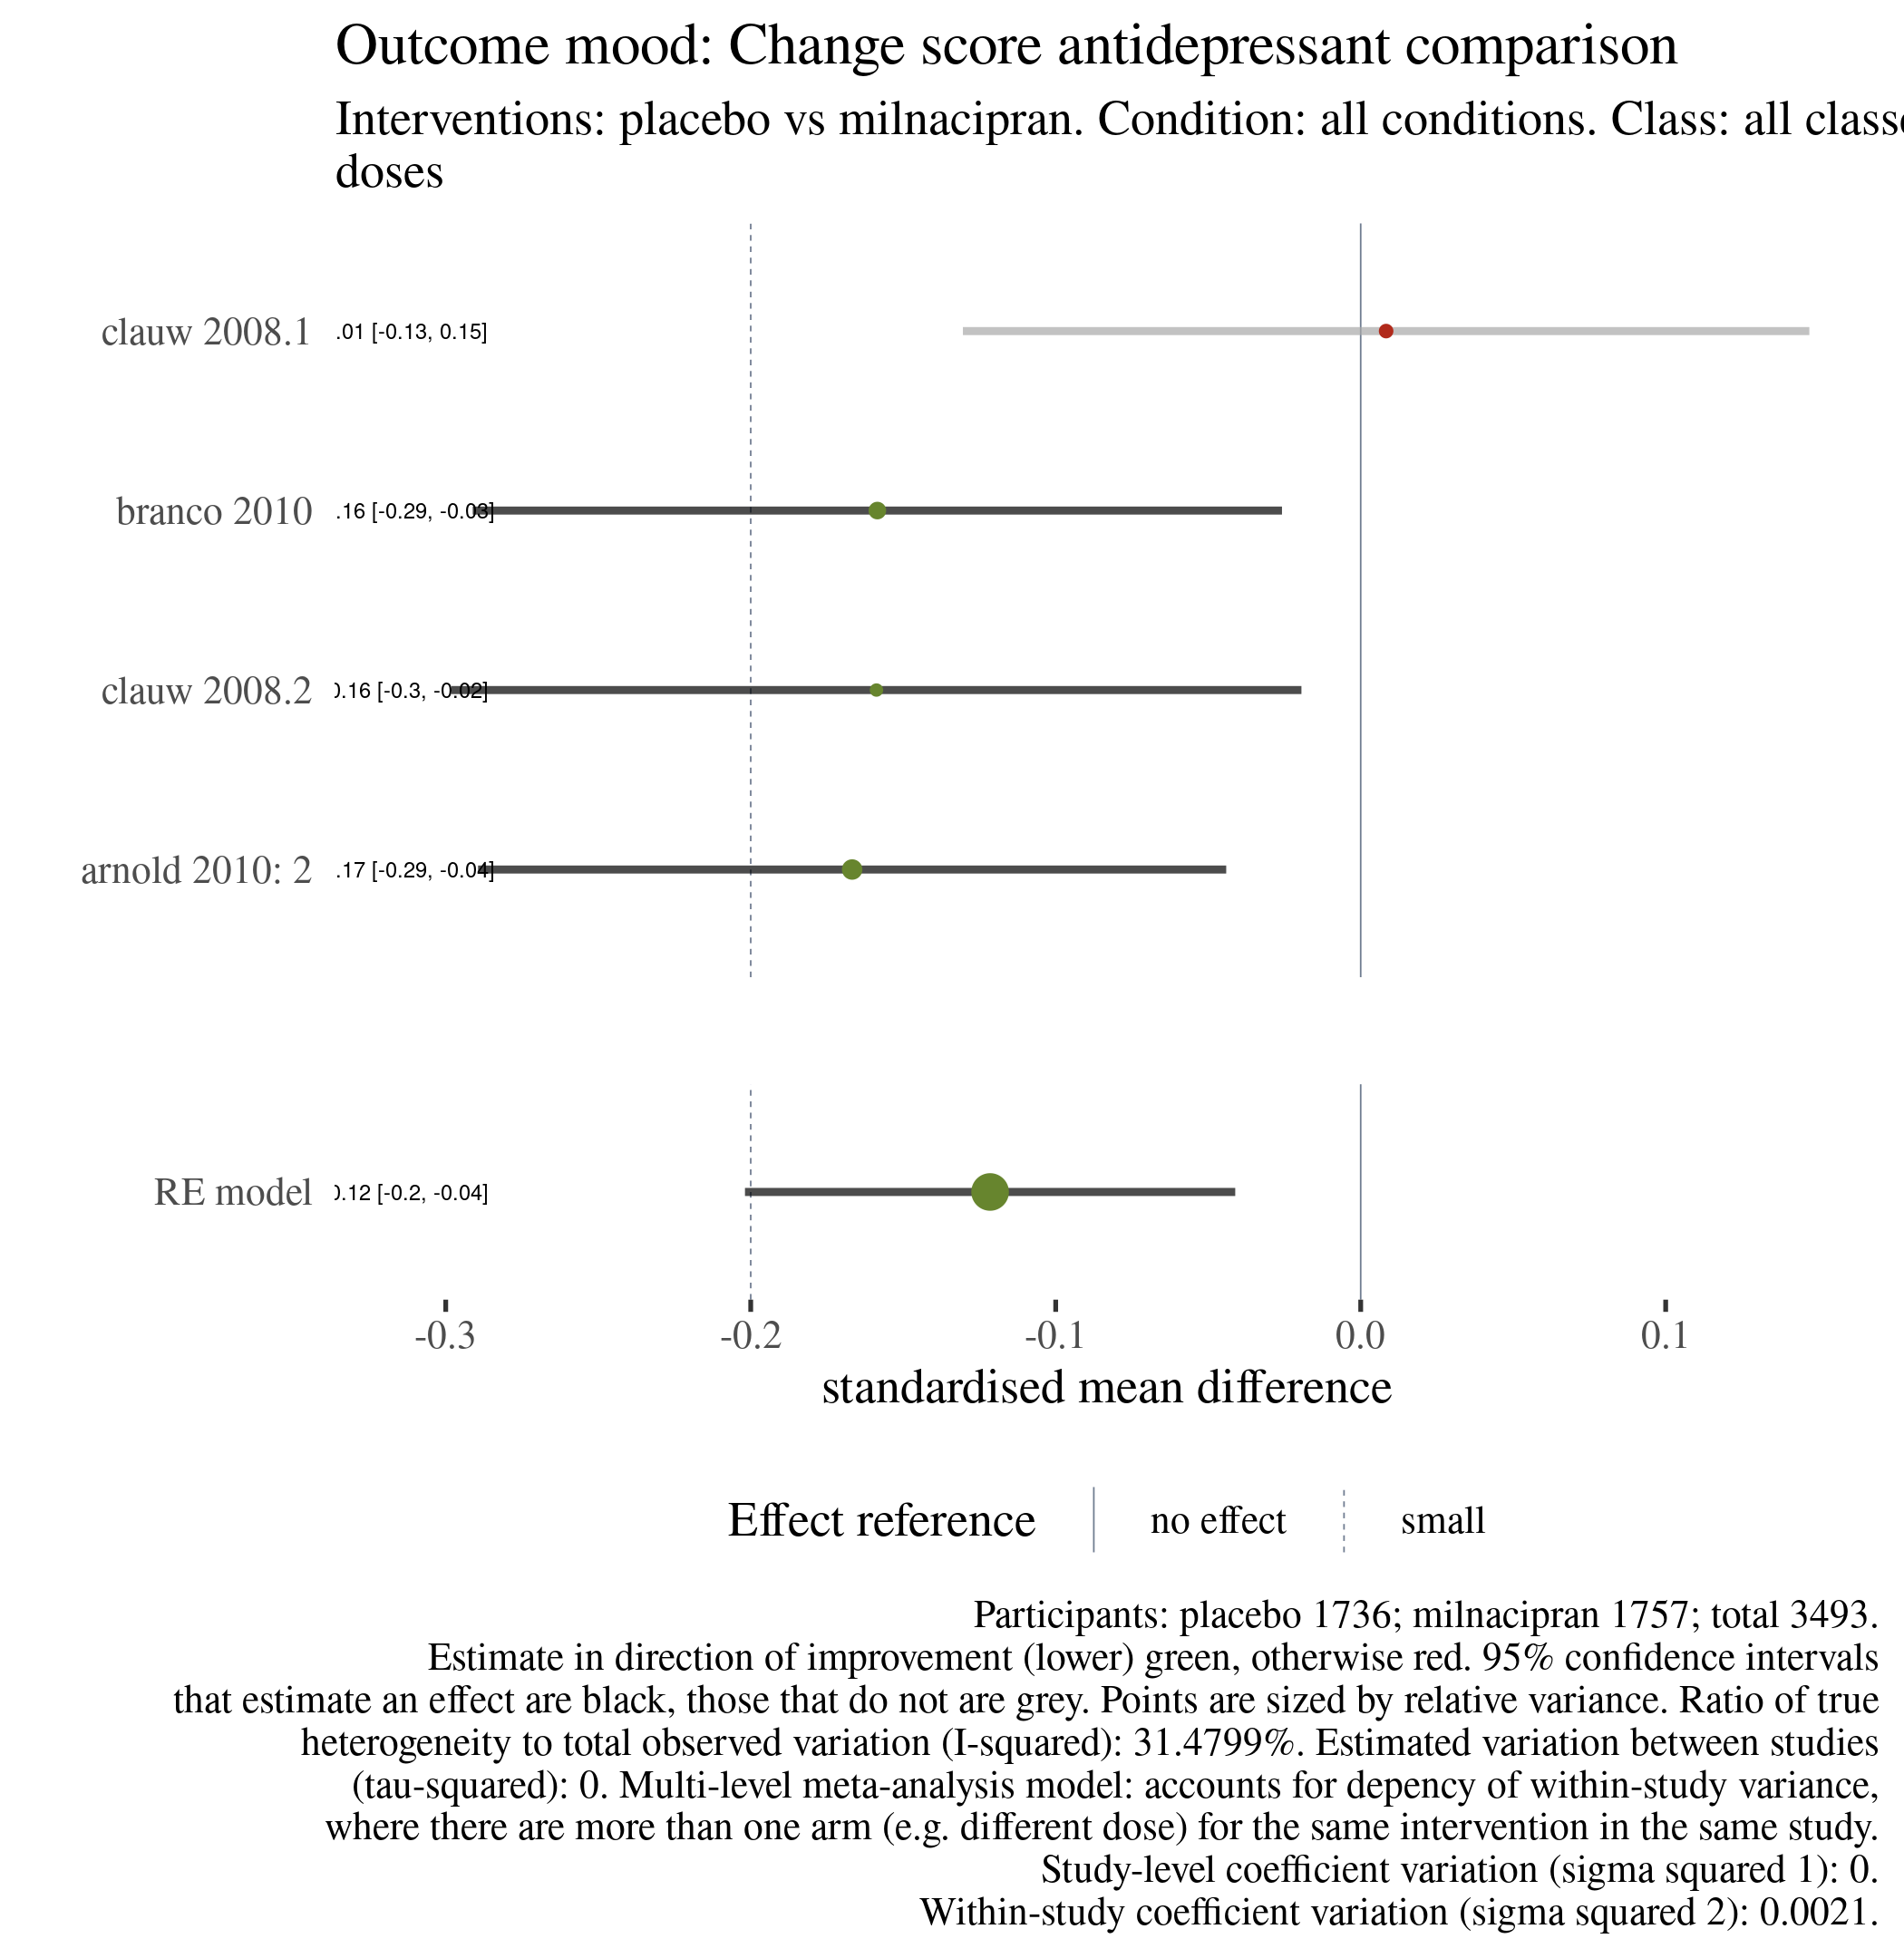 Outcome mood: Change score antidepressant comparison
Interventions: placebo vs milnacipran. Condition: all conditions. Class: all
doses
clauw 2008.1 .01 [-0.13, 0.15]
branco 2010 .16 [-0.29, -0.03]
clauw 2008.2 0.16 [-0.3, -0.02]
arnold 2010: 2 .17 [-0.29, -0.04]
RE model 0.12 [-0.2, -0.04]
-0.3 -0.2 -0.1 0.0 0.1
standardised mean difference
Effect reference no effect small
Participants: placebo 1736; milnacipran 1757; total 3493.
Estimate in direction of improvement (lower) green, otherwise red. 95% confidence intervals
that estimate an effect are black, those that do not are grey. Points are sized by relative variance. Ratio of true
heterogeneity to total observed variation (I-squared): 31.4799%. Estimated variation between studies
(tau-squared): 0. Multi-level meta-analysis model: accounts for depency of within-study variance,
where there are more than one arm (e.g. different dose) for the same intervention in the same study.
Study-level coefficient variation (sigma squared 1): 0.
Within-study coefficient variation (sigma squared 2): 0.0021.